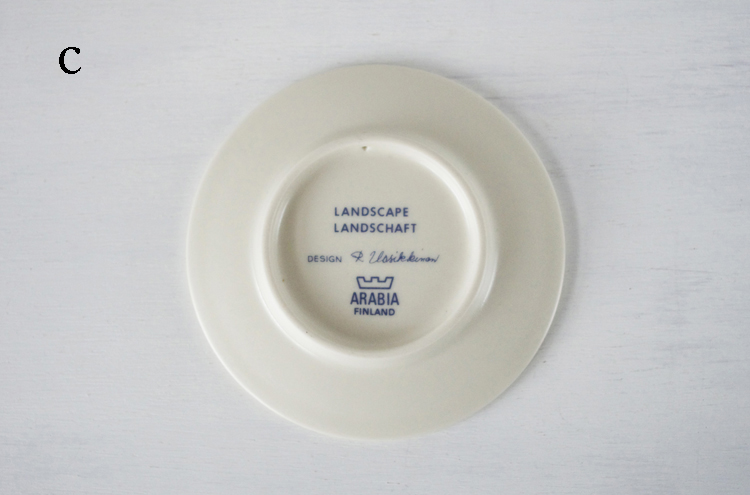 C
LANDSCAPE
LANDSCHAFT
DESIGN
ARABIA
FINLAND